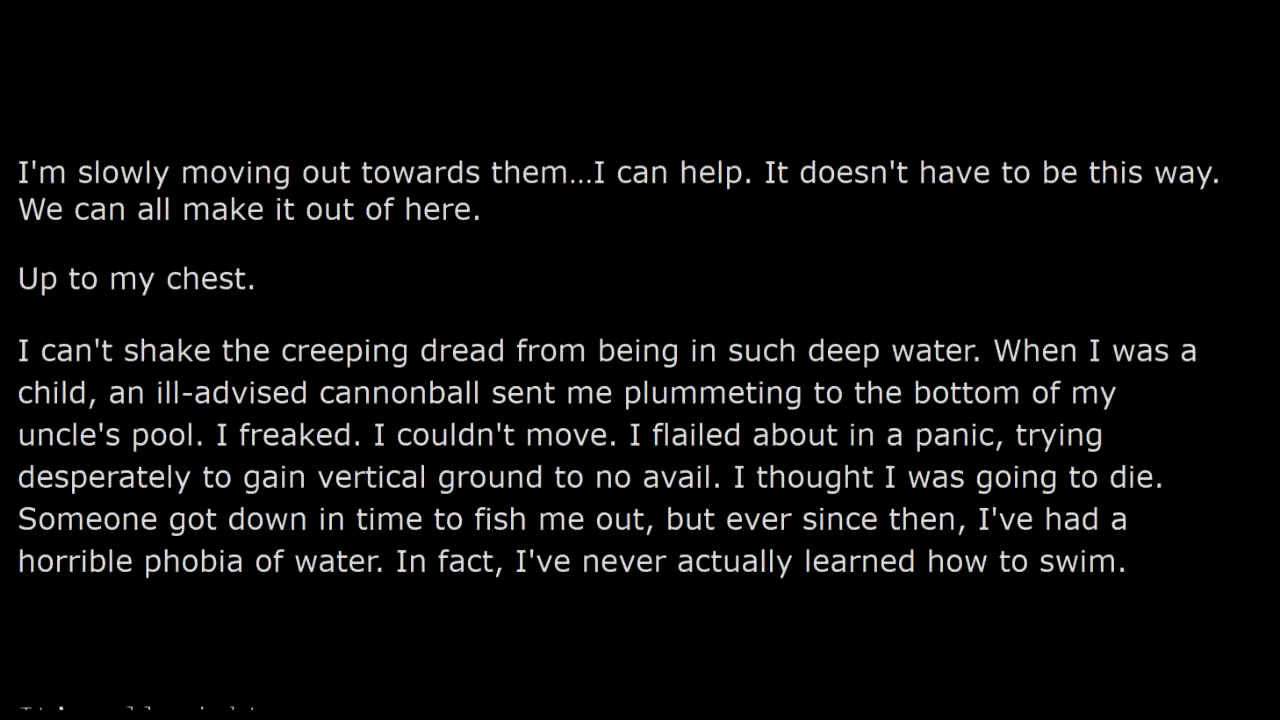 I'm slowly moving out towards them...I can help. It doesn't have to be this way.
We can all make it out of here.
Up to my chest.
I can't shake the creeping dread from being in such deep water. When I was a
child, an ill-advised cannonball sent me plummeting to the bottom of my
uncle's pool. I freaked. I couldn't move. I flailed about in a panic, trying
desperately to gain vertical ground to no avail. I thought I was going to die.
Someone got down in time to fish me out, but ever since then, I've had a
horrible phobia of water. In fact, I've never actually learned how to swim.